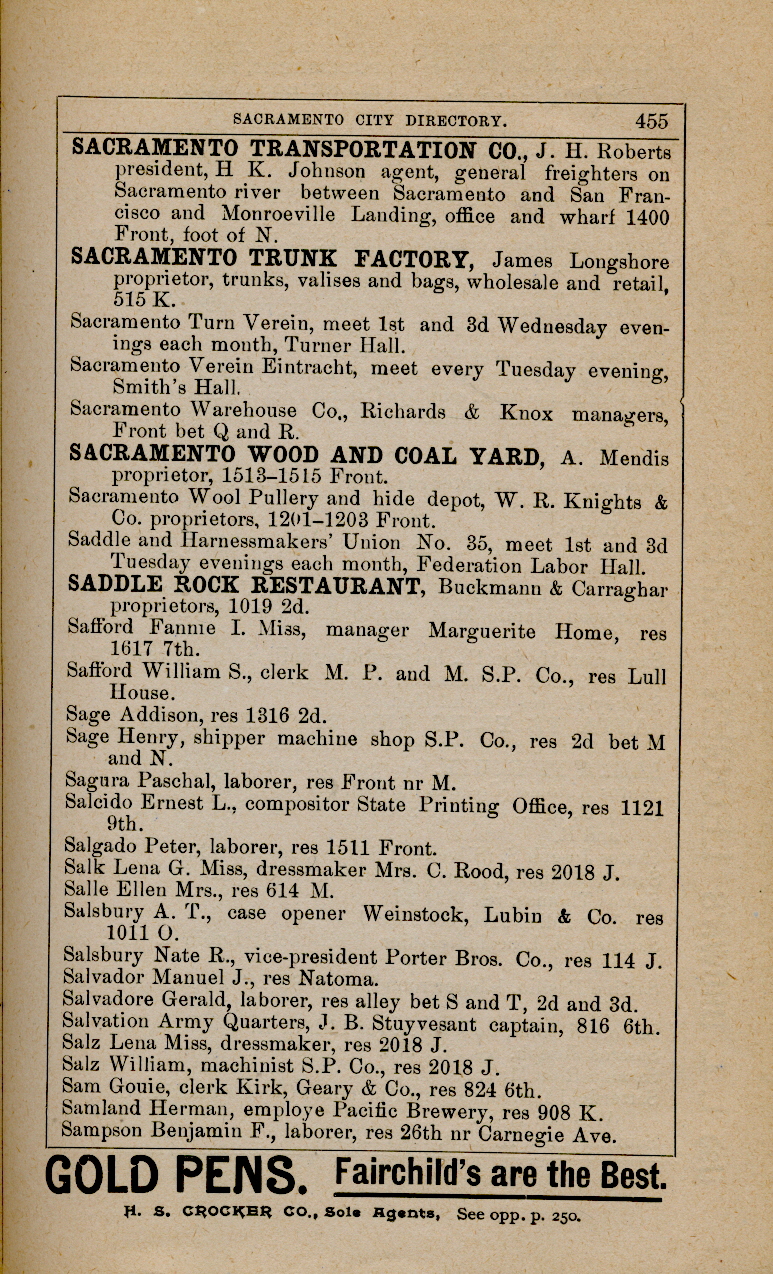 SACRAMENTO CITY DIRECTORY. 455
SACRAMENTO TRANSPORTATION CO., J. H. Roberts
president, H K. Johnson agent, general freighters on
Sacramento river between Sacramento and San Fran-
cisco and Monroeville Landing, office and wharf 1400
Front, foot of N.
SACRAMENTO TRUNK FACTORY, James Longshore
proprietor, trunks, valises and bags, wholesale and retail,
515 K.
Sacramento Turn Verein, meet 1st and 3d Wednesday even-
ings each month, Turner Hall.
Sacramento Verein Eintracht, meet every Tuesday evening,
Smith's Hall.
Sacramento Warehouse Co., Richards & Knox managers,
Front bet Q and R.
SACRAMENTO WOOD AND COAL YARD, A. Mendis
proprietor, 1513-1515 Front.
Sacramento Wool Pullery and hide depot, W. R. Knights &
Co. proprietors, 1201-1203 Front.
Saddle and Harnessmakers' Union No. 35, meet 1st and 3d
Tuesday evenings each month, Federation Labor Hall.
SADDLE ROCK RESTAURANT, Buckmann & Carraghar
proprietors, 1019 2d.
Safford Fannie I. Miss, manager Marguerite Home, res
1617 7th.
Safford William S., clerk M. P. and M. S.P. Co., res Lull
House.
Sage Addison, res 1316 2d.
Sage Henry, shipper machine shop S.P. Co., res 2d bet M
and N.
Sagura Paschal, laborer, res Front nr M.
Salcido Ernest L., compositor State Printing Office, res 1121
9th.
Salgado Peter, laborer, res 1511 Front.
Salk Lena G. Miss, dressmaker Mrs. C. Rood, res 2018 J.
Salle Ellen Mrs., res 614 M.
Salsbury A. T., case opener Weinstock, Lubin & Co. res
1011 O.
Salsbury Nate R., vice-president Porter Bros. Co., res 114 J.
Salvador Manuel J., res Natoma.
Salvadore Gerald, laborer, res alley bet S and T, 2d and 3d.
Salvation Army Quarters, J. B. Stuyvesant captain, 816 6th.
Salz Lena Miss, dressmaker, res 2018 J.
Salz William, machinist S.P. Co., res 2018 J.
Sam Gouie, clerk Kirk, Geary & Co., res 824 6th.
Samland Herman, employe Pacific Brewery, res 908 K.
Sampson Benjamin F., laborer, res 26th nr Carnegie Ave.
GOLD PENS. Fairchild's are the Best.
H. S. CROCKER CO., Sole Agents, See opp. p. 250.